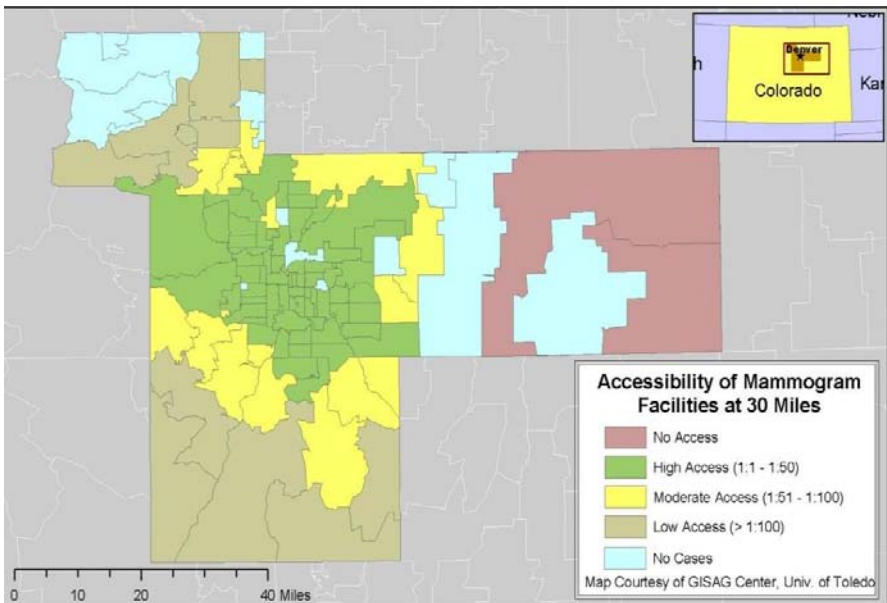 Denver
Colorado
Kan
h
Accessibility of Mammogram
Facilities at 30 Miles
No Access
High Access (1:1 - 1:50)
Moderate Access (1:51 - 1:100)
Low Access (> 1:100)
No Cases
Map Courtesy of GISAG Center, Univ. of Toledo
0 10 20 40 Miles